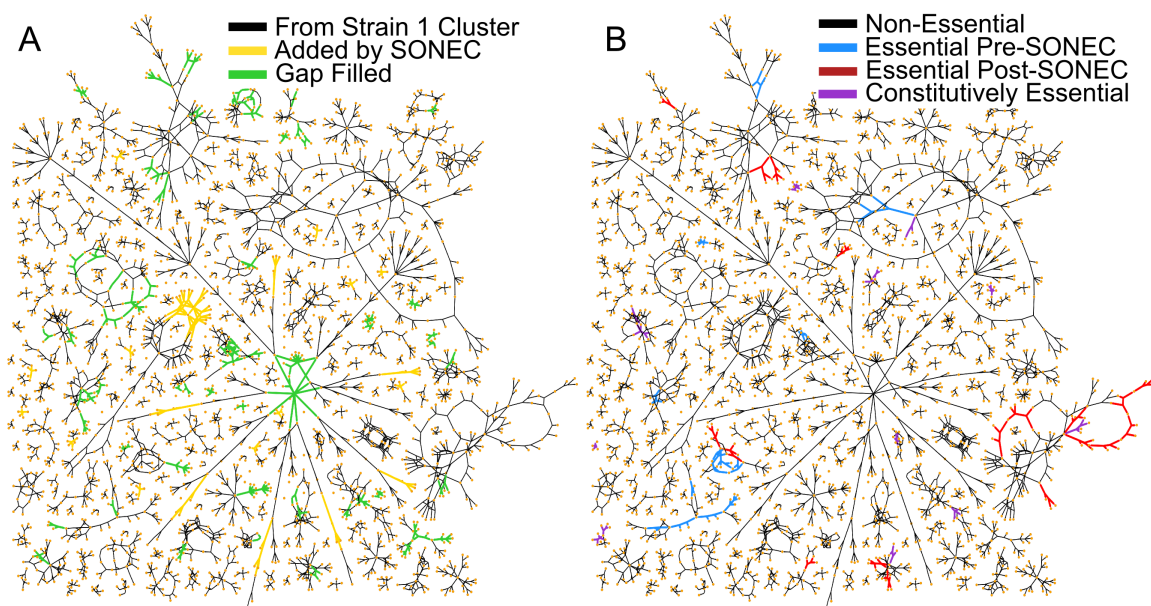 A
From Strain 1 Cluster
Added by SONEC
Gap Filled
B
Non-Essential
Essential Pre-SONEC
Essential Post-SONEC
Constitutively Essential